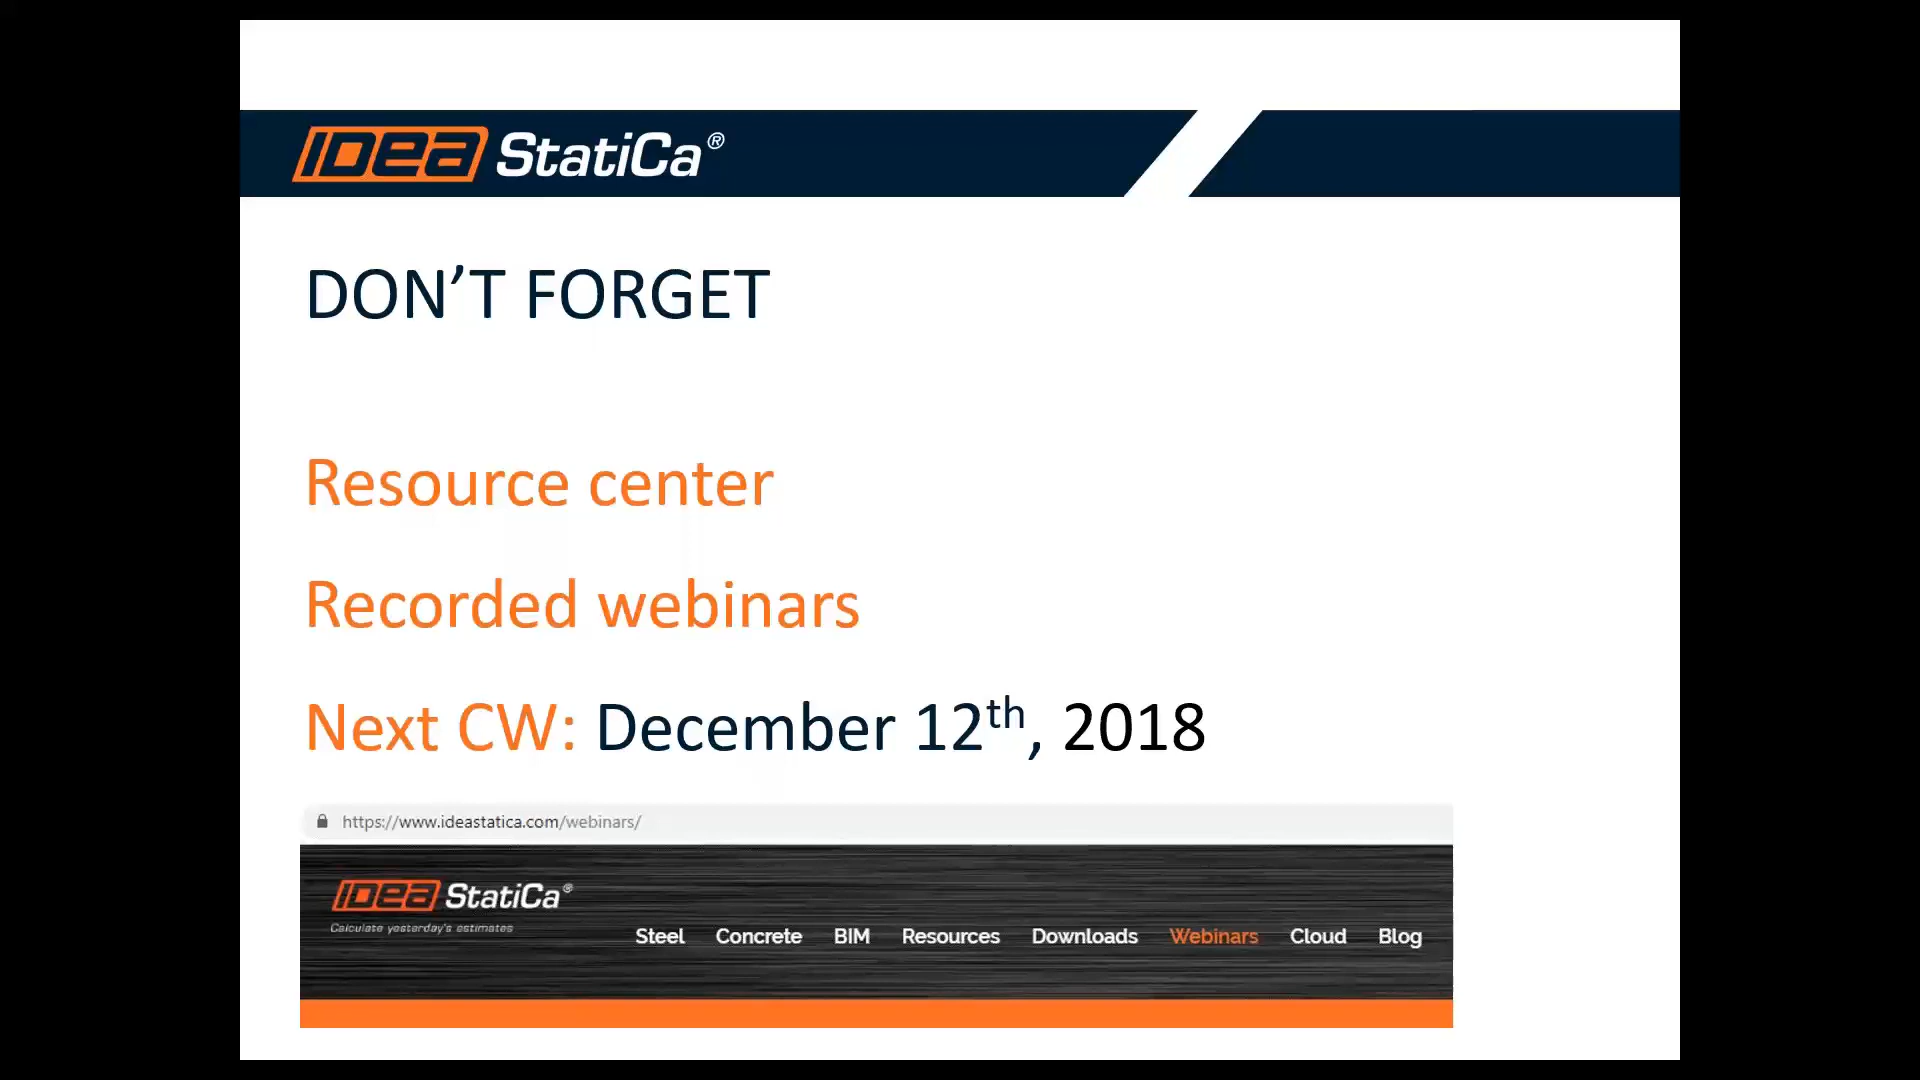 IDEA StatiCa®
DON’T FORGET
Resource center
Recorded webinars
Next CW: December 12th, 2018
https://www.ideastatica.com/webinars/
IDEA StatiCa®
Calculate yesterday's estimates
Steel Concrete BIM Resources Downloads Webinars Cloud Blog